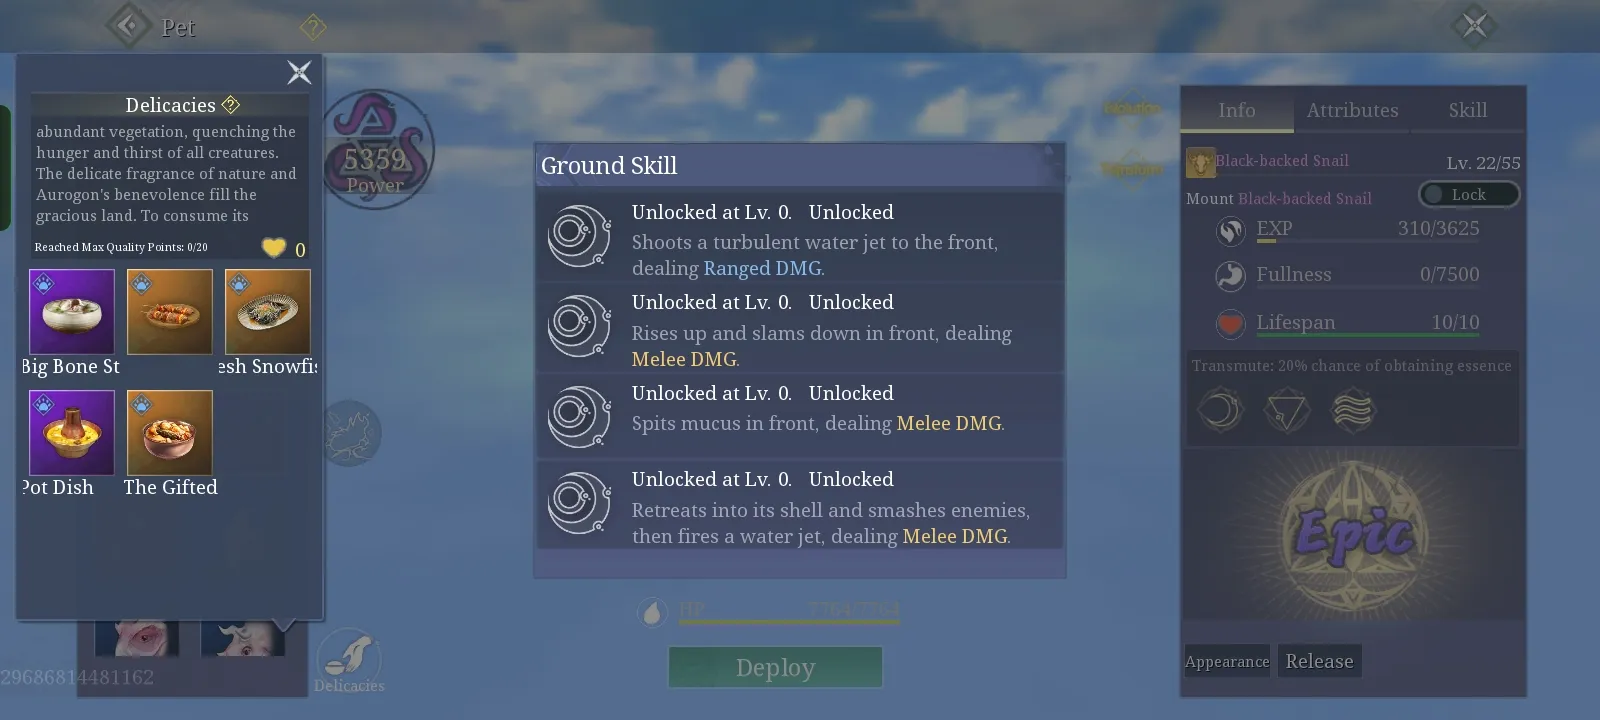 Pet
Delicacies
abundant vegetation, quenching the
hunger and thirst of all creatures.
The delicate fragrance of nature and
Aurogon's benevolence fill the
gracious land. To consume its
Reached Max Quality Points: 0/20
0
Big Bone St
esh Snowfis
Pot Dish
The Gifted
29686814481162
Delicacies
5359
Power
Ground Skill
Unlocked at Lv. 0. Unlocked
Shoots a turbulent water jet to the front,
dealing Ranged DMG.
Unlocked at Lv. 0. Unlocked
Rises up and slams down in front, dealing
Melee DMG.
Unlocked at Lv. 0. Unlocked
Spits mucus in front, dealing Melee DMG.
Unlocked at Lv. 0. Unlocked
Retreats into its shell and smashes enemies,
then fires a water jet, dealing Melee DMG.
HP 7764/7764
Deploy
Evolution
Info Attributes Skill
Black-backed Snail Lv. 22/55
Mount Black-backed Snail Lock
EXP 310/3625
Fullness 0/7500
Lifespan 10/10
Transmute: 20% chance of obtaining essence
Epic
Appearance Release